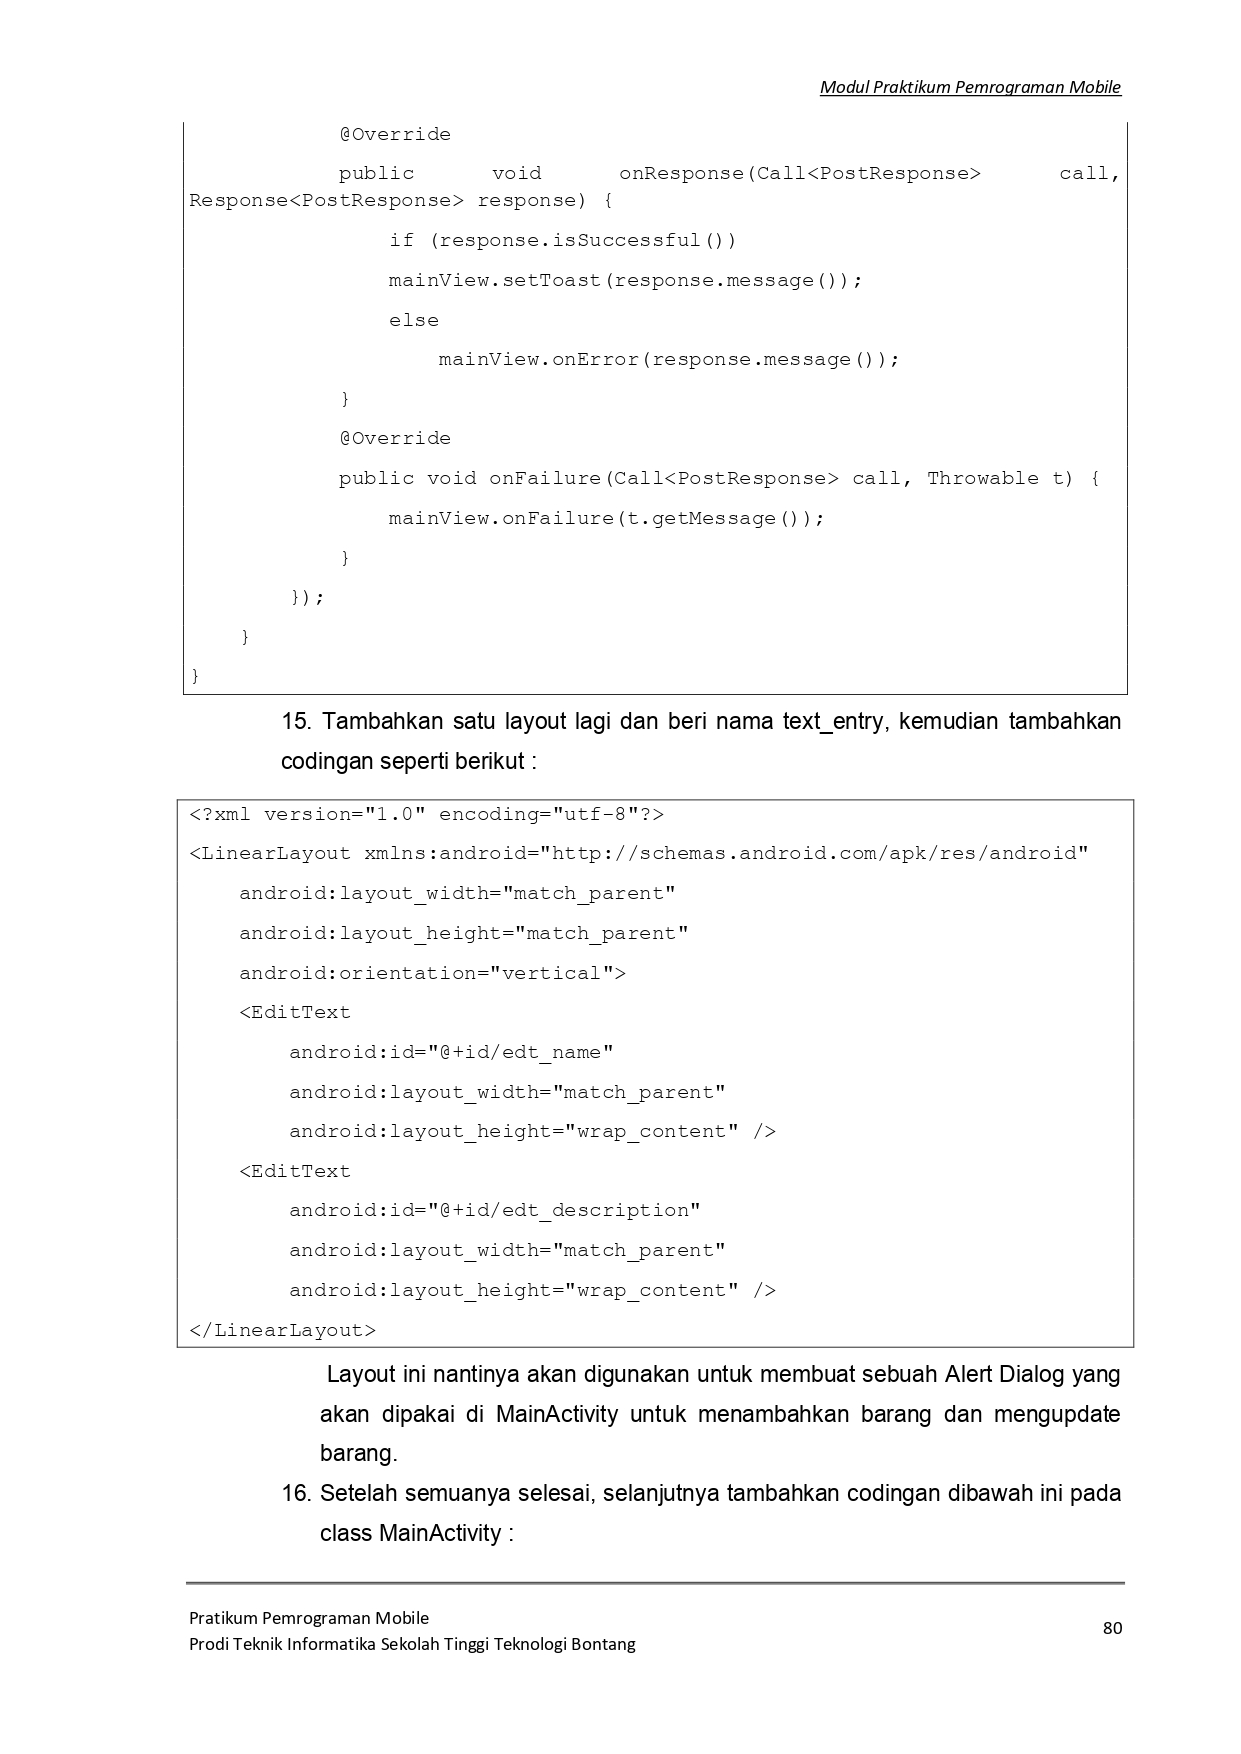 Modul Praktikum Pemrograman Mobile
@Override
public void onResponse(Call<PostResponse> call,
Response<PostResponse> response) {
if (response.isSuccessful())
mainView.setToast(response.message());
else
mainView.onError(response.message());
}
@Override
public void onFailure(Call<PostResponse> call, Throwable t) {
mainView.onFailure(t.getMessage());
}
});
}
}
15. Tambahkan satu layout lagi dan beri nama text_entry, kemudian tambahkan
codingan seperti berikut :
<?xml version="1.0" encoding="utf-8"?>
<LinearLayout xmlns:android="http://schemas.android.com/apk/res/android"
android:layout_width="match_parent"
android:layout_height="match_parent"
android:orientation="vertical">
<EditText
android:id="@+id/edt_name"
android:layout_width="match_parent"
android:layout_height="wrap_content" />
<EditText
android:id="@+id/edt_description"
android:layout_width="match_parent"
android:layout_height="wrap_content" />
</LinearLayout>
Layout ini nantinya akan digunakan untuk membuat sebuah Alert Dialog yang
akan dipakai di MainActivity untuk menambahkan barang dan mengupdate
barang.
16. Setelah semuanya selesai, selanjutnya tambahkan codingan dibawah ini pada
class MainActivity :
Pratikum Pemrograman Mobile
Prodi Teknik Informatika Sekolah Tinggi Teknologi Bontang
80